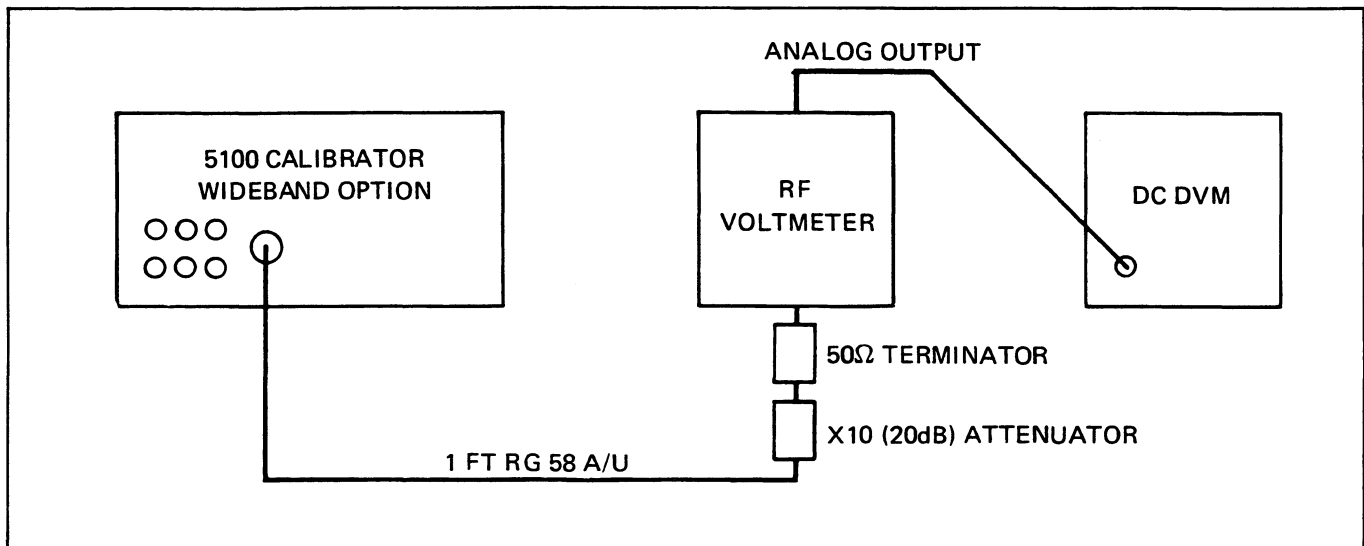 ANALOG OUTPUT
5100 CALIBRATOR
WIDEBAND OPTION
RF
VOLTMETER
DC DVM
50Ω TERMINATOR
X10 (20dB) ATTENUATOR
1 FT RG 58 A/U